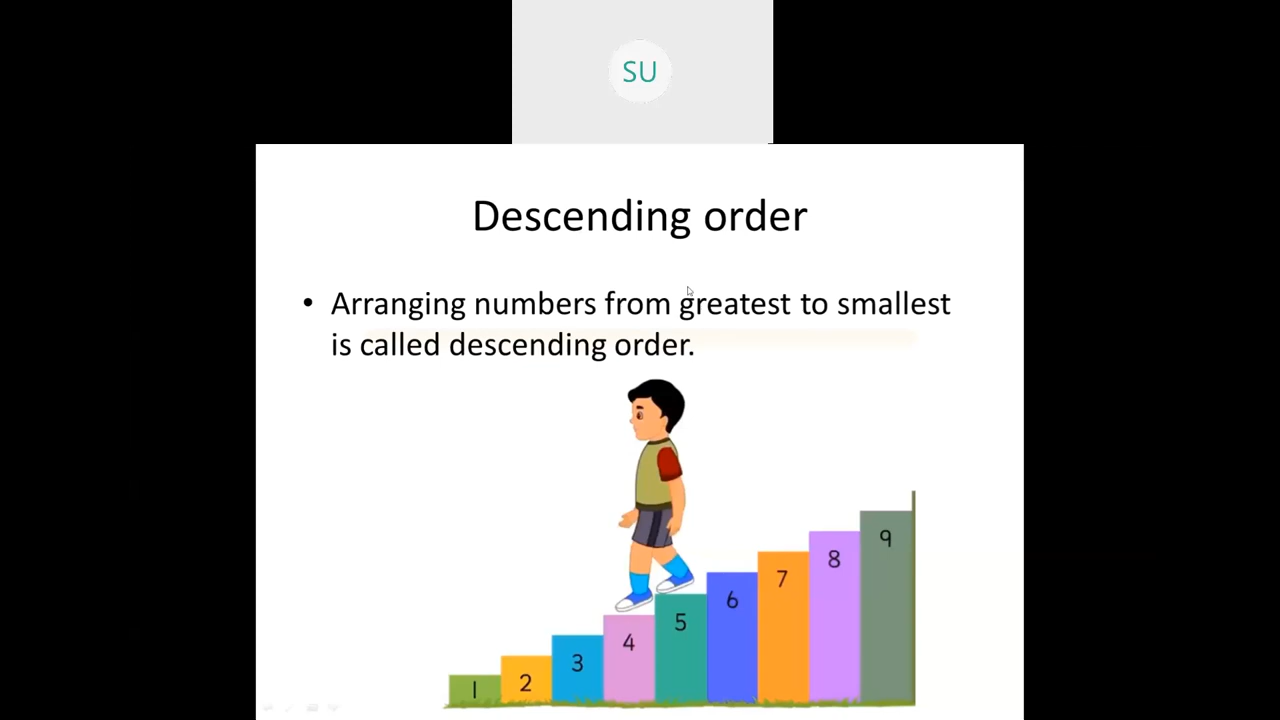 SU
Descending order
• Arranging numbers from greatest to smallest
is called descending order.
1 2 3 4 5 6 7 8 9